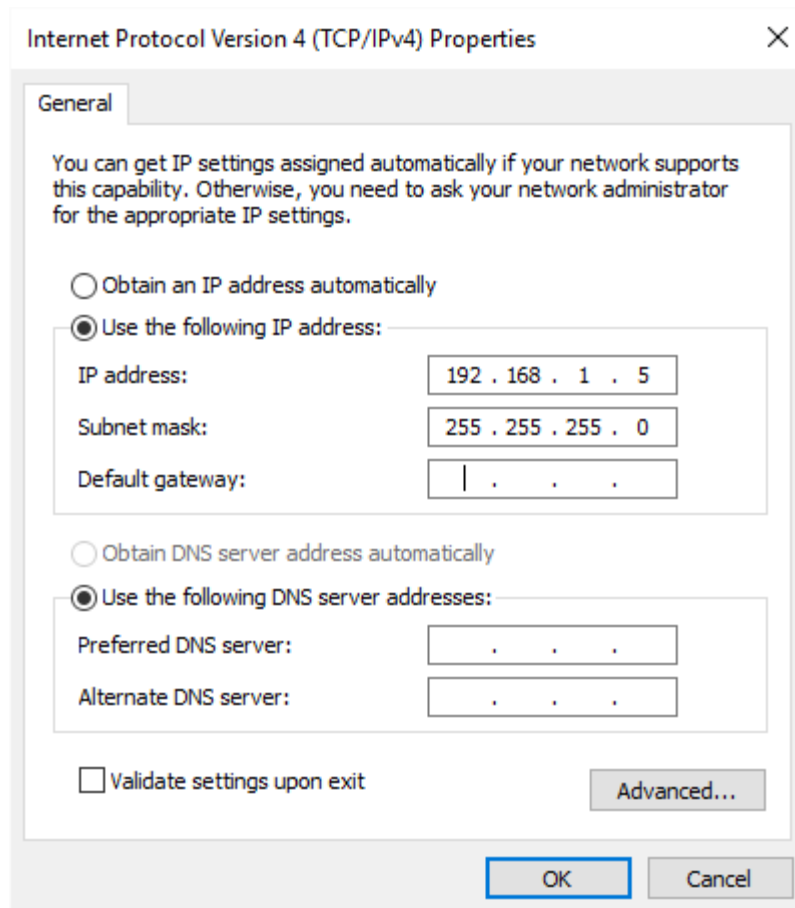 Internet Protocol Version 4 (TCP/IPv4) Properties
General
You can get IP settings assigned automatically if your network supports
this capability. Otherwise, you need to ask your network administrator
for the appropriate IP settings.
Obtain an IP address automatically
Use the following IP address:
IP address: 192 . 168 . 1 . 5
Subnet mask: 255 . 255 . 255 . 0
Default gateway: . . .
Obtain DNS server address automatically
Use the following DNS server addresses:
Preferred DNS server: . . .
Alternate DNS server: . . .
Validate settings upon exit
Advanced...
OK Cancel